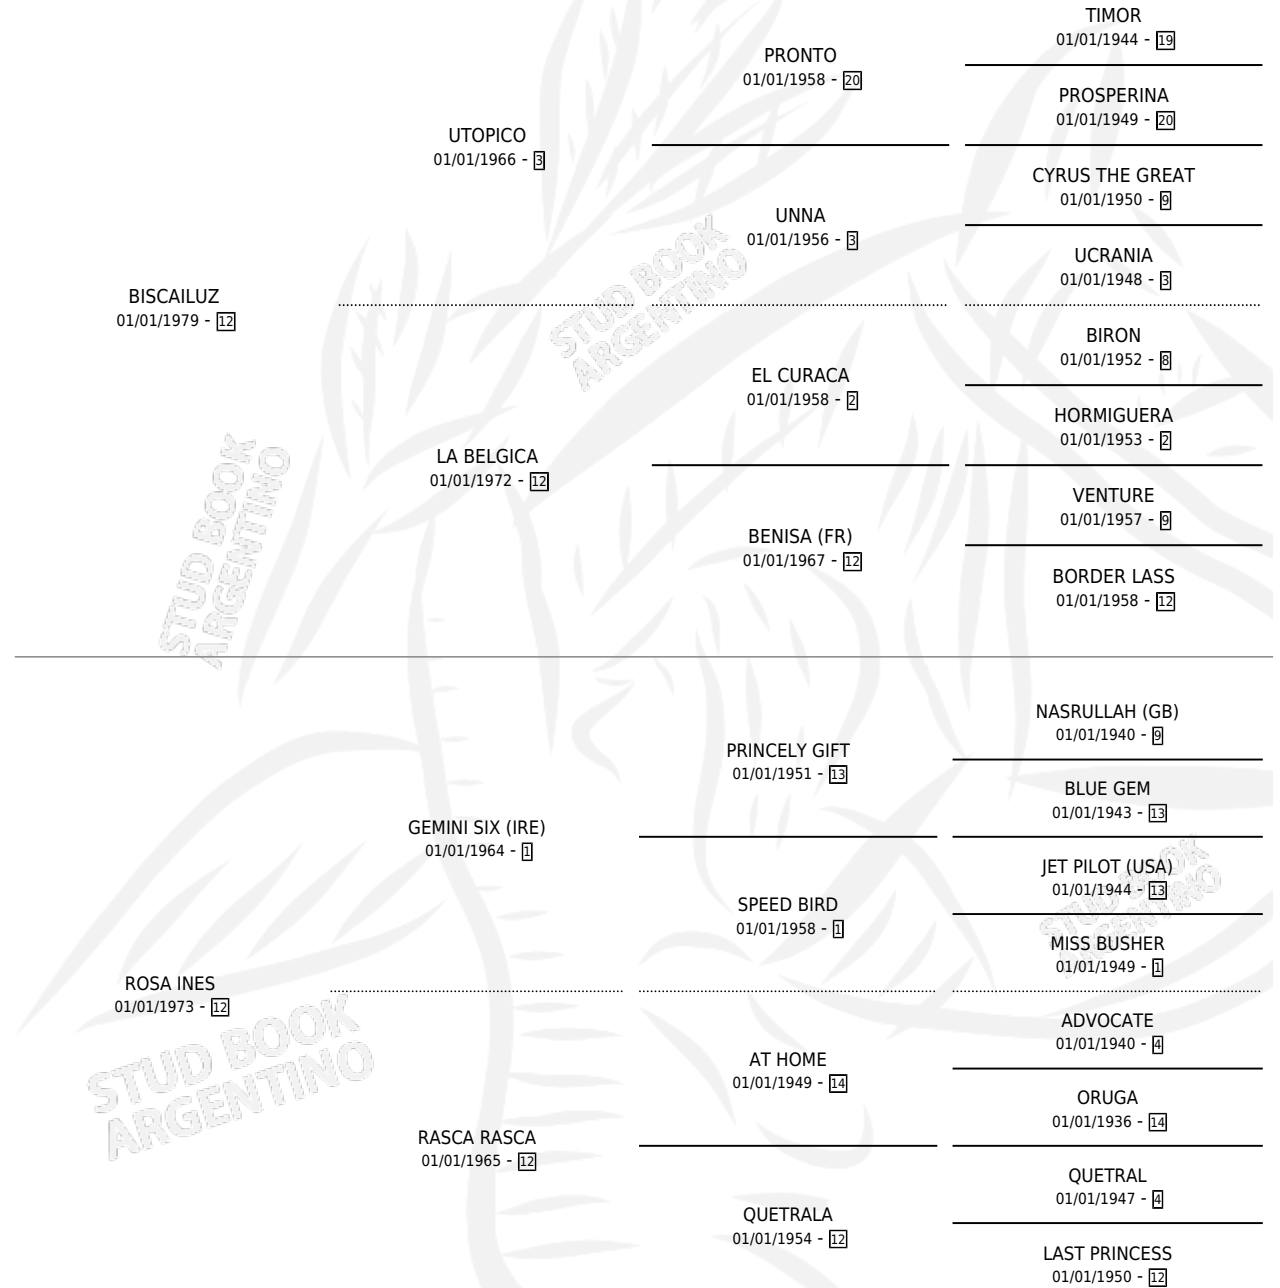 TIMOR
01/01/1944 - 19
PRONTO
01/01/1958 - 20
PROSPERINA
01/01/1949 - 20
UTOPICO
01/01/1966 - 3
CYRUS THE GREAT
01/01/1950 - 9
UNNA
01/01/1956 - 3
UCRANIA
01/01/1948 - 3
BISCAILUZ
01/01/1979 - 12
BIRON
01/01/1952 - 8
EL CURACA
01/01/1958 - 2
HORMIGUERA
01/01/1953 - 2
LA BELGICA
01/01/1972 - 12
VENTURE
01/01/1957 - 9
BENISA (FR)
01/01/1967 - 12
BORDER LASS
01/01/1958 - 12
NASRULLAH (GB)
01/01/1940 - 9
PRINCELY GIFT
01/01/1951 - 13
BLUE GEM
01/01/1943 - 13
GEMINI SIX (IRE)
01/01/1964 - 1
JET PILOT (USA)
01/01/1944 - 13
SPEED BIRD
01/01/1958 - 1
MISS BUSHER
01/01/1949 - 1
ROSA INES
01/01/1973 - 12
ADVOCATE
01/01/1940 - 4
AT HOME
01/01/1949 - 14
ORUGA
01/01/1936 - 14
RASCA RASCA
01/01/1965 - 12
QUETRAL
01/01/1947 - 4
QUETRALA
01/01/1954 - 12
LAST PRINCESS
01/01/1950 - 12
STUD BOOK
ARGENTINO
STUD BOOK
ARGENTINO
STUD BOOK
ARGENTINO
STUD BOOK
ARGENTINO